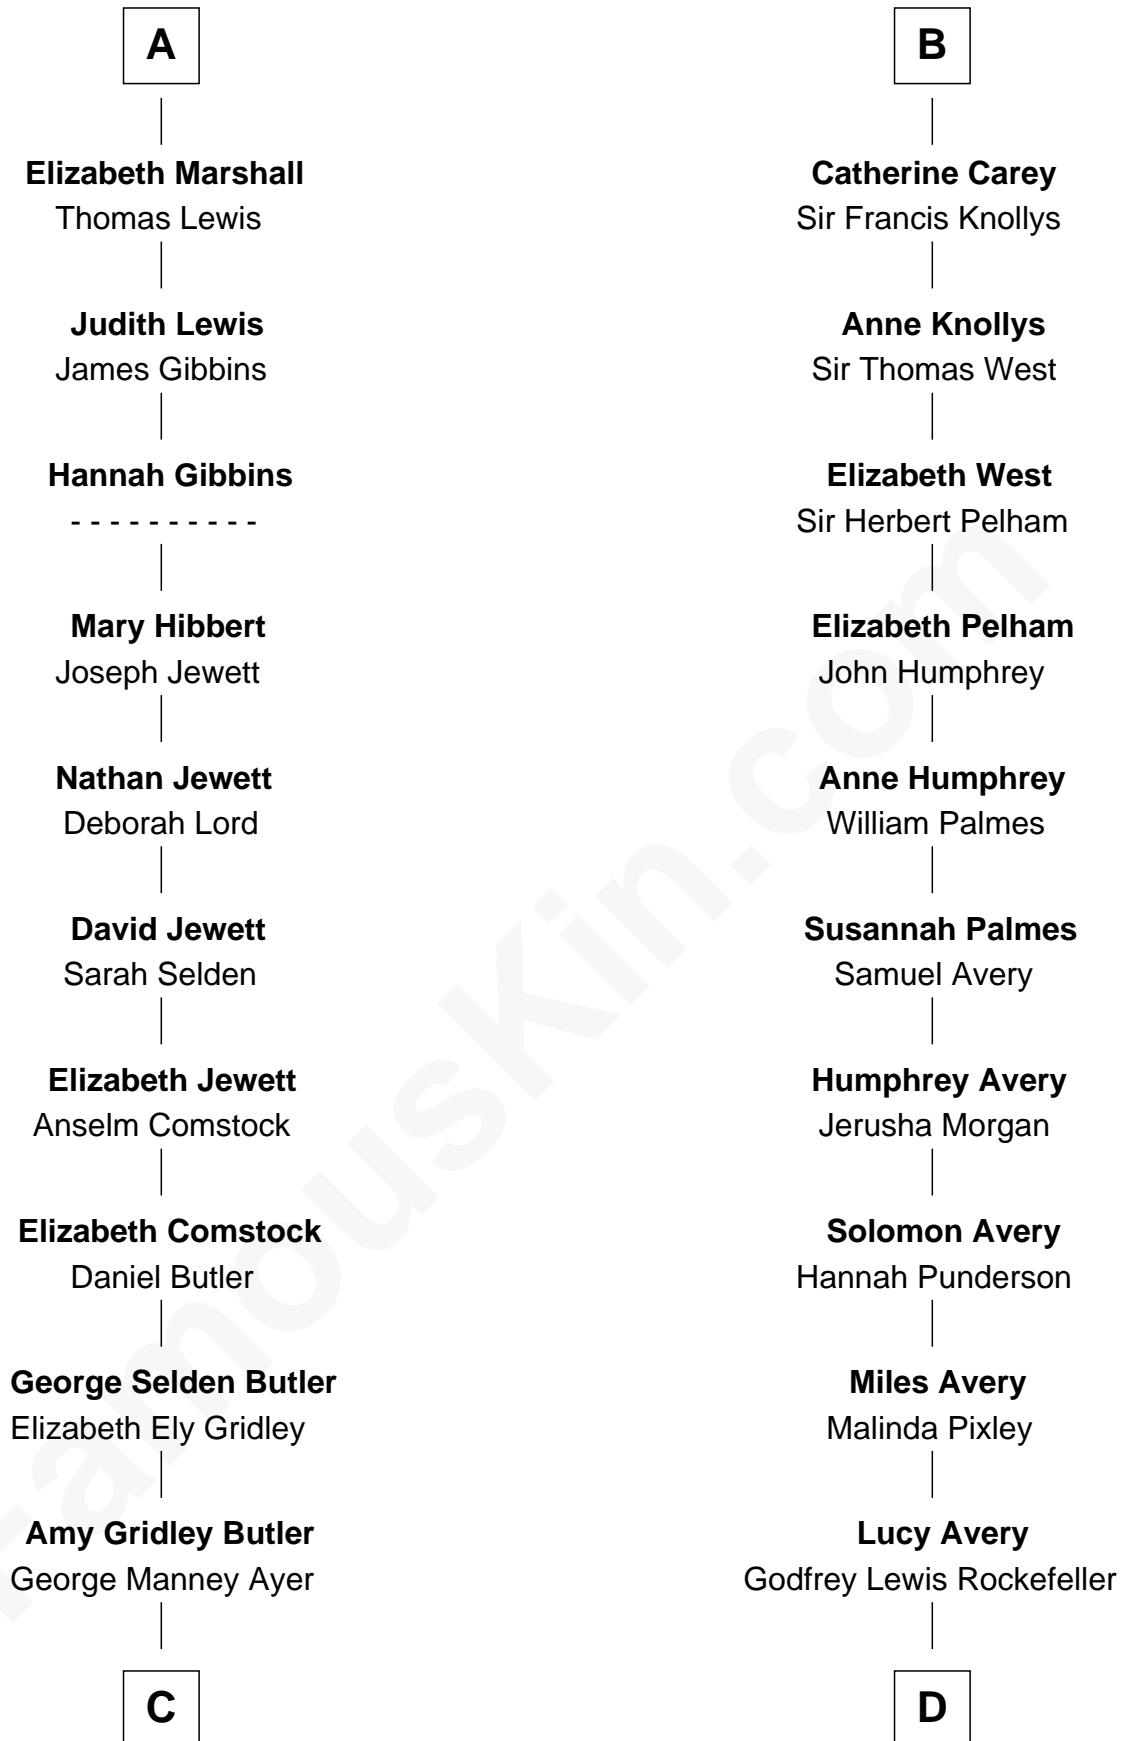 A
Elizabeth Marshall
Thomas Lewis
Judith Lewis
James Gibbins
Hannah Gibbins
- - - - - - - - - -
Mary Hibbert
Joseph Jewett
Nathan Jewett
Deborah Lord
David Jewett
Sarah Selden
Elizabeth Jewett
Anselm Comstock
Elizabeth Comstock
Daniel Butler
George Selden Butler
Elizabeth Ely Gridley
Amy Gridley Butler
George Manney Ayer
C
B
Catherine Carey
Sir Francis Knollys
Anne Knollys
Sir Thomas West
Elizabeth West
Sir Herbert Pelham
Elizabeth Pelham
John Humphrey
Anne Humphrey
William Palmes
Susannah Palmes
Samuel Avery
Humphrey Avery
Jerusha Morgan
Solomon Avery
Hannah Punderson
Miles Avery
Malinda Pixley
Lucy Avery
Godfrey Lewis Rockefeller
D
FamousKin.com